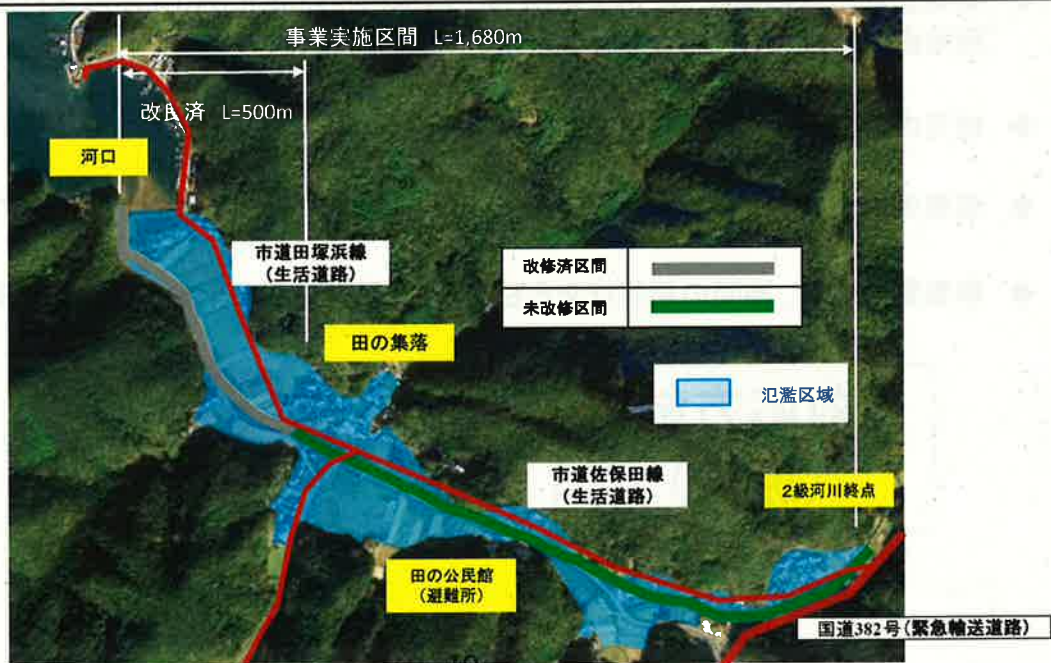 事業実施区間 L=1,680m
改良済 L=500m
河口
市道田塚浜線
(生活道路)
改修済区間
未改修区間
田の集落
氾濫区域
市道佐保田線
(生活道路)
2級河川終点
田の公民館
(避難所)
国道382号(緊急輸送道路)